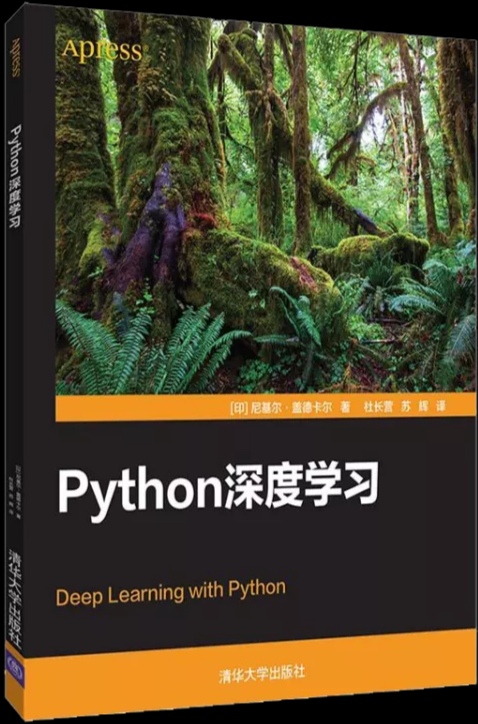 Apress®
[印] 尼基尔·盖德卡尔 著 杜长营 苏 辉 译
Python深度学习
Deep Learning with Python
清华大学出版社
Apress
Python深度学习
清华大学出版社